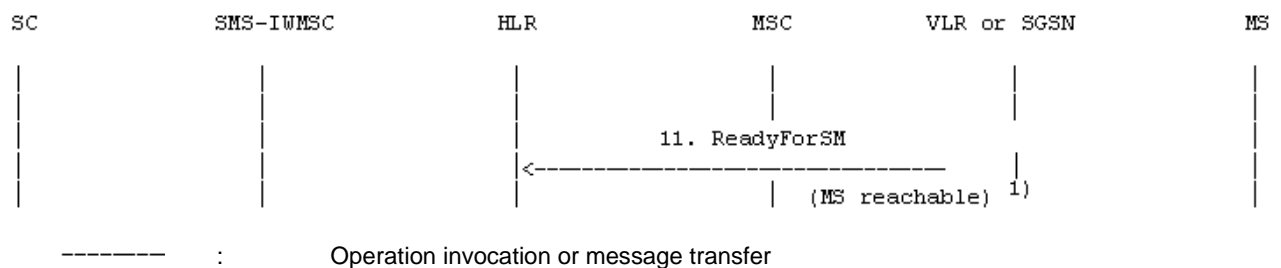 SC SMS-IWMSC HLR MSC VLR or SGSN MS
11. ReadyForSM
(MS reachable) 1)
: Operation invocation or message transfer